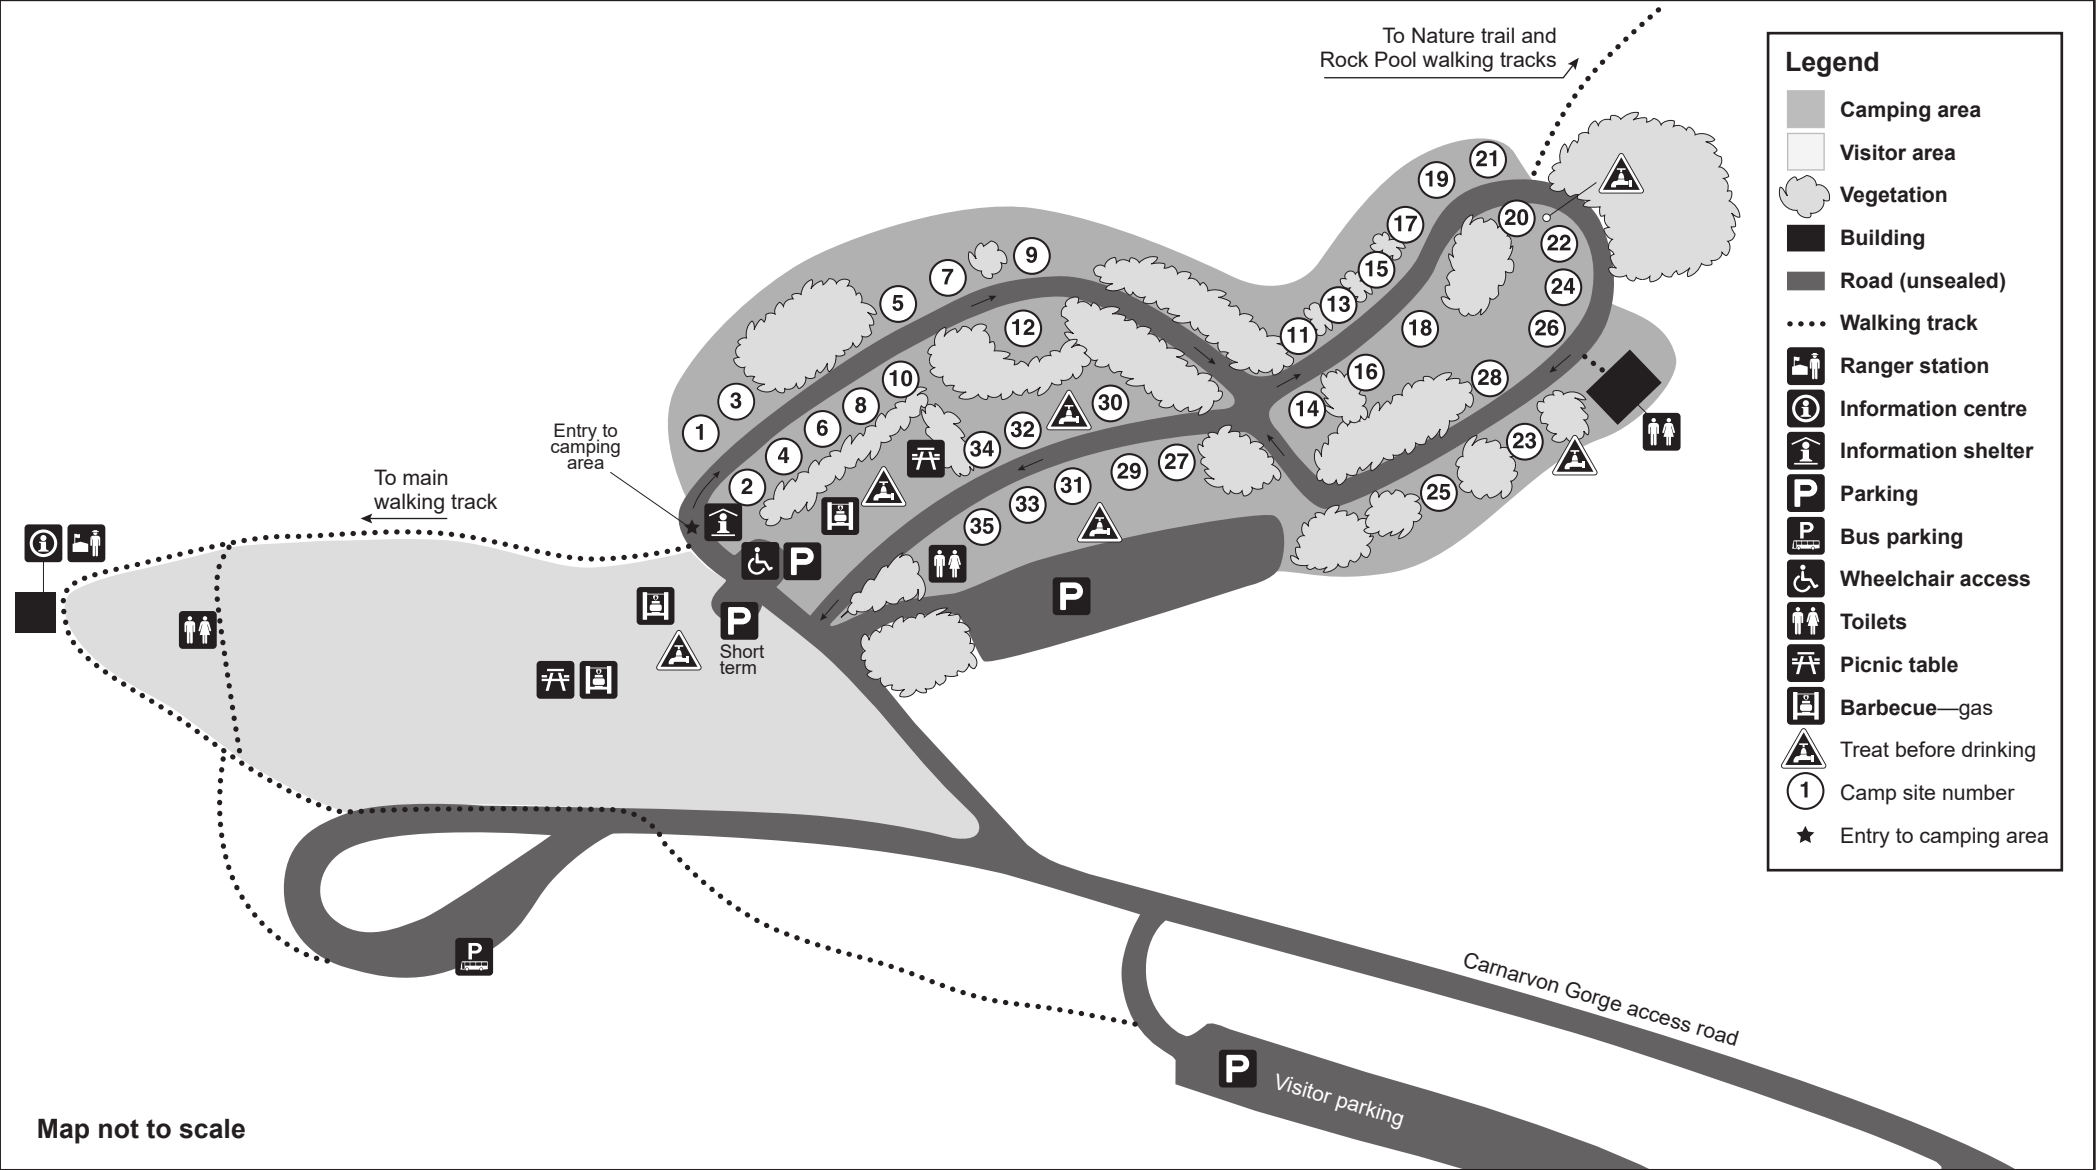 To Nature trail and
Rock Pool walking tracks
Entry to
camping
area
To main
walking track
21
19
17
20
22
15
24
13
26
11
18
9
7
5
12
16
28
10
14
30
3
8
1
6
32
23
4
34
27
29
2
31
25
33
35
P
P
P
Short
term
P
P
Visitor parking
Carnarvon Gorge access road
Map not to scale
Legend
Camping area
Visitor area
Vegetation
Building
Road (unsealed)
Walking track
Ranger station
Information centre
Information shelter
P Parking
P Bus parking
Wheelchair access
Toilets
Picnic table
Barbecue—gas
Treat before drinking
1 Camp site number
Entry to camping area